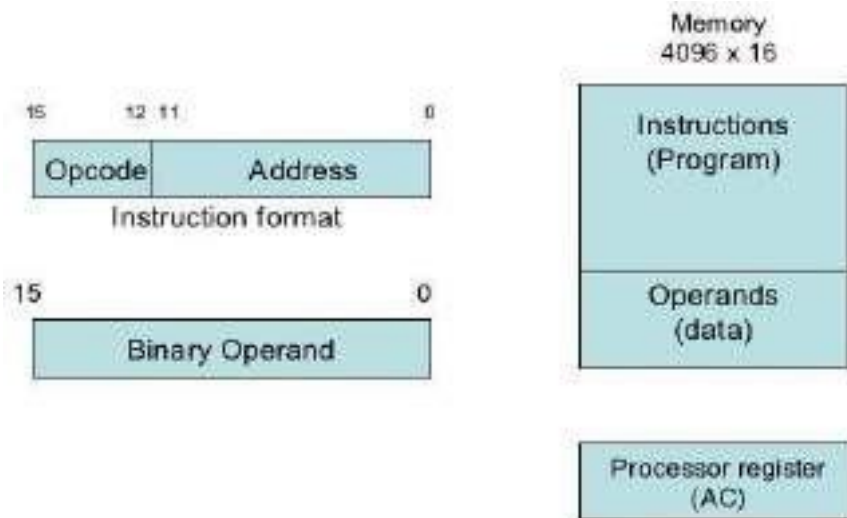 Memory
4096 x 16
15 12 11 0
Opcode Address
Instruction format
15 0
Binary Operand
Instructions
(Program)
Operands
(data)
Processor register
(AC)